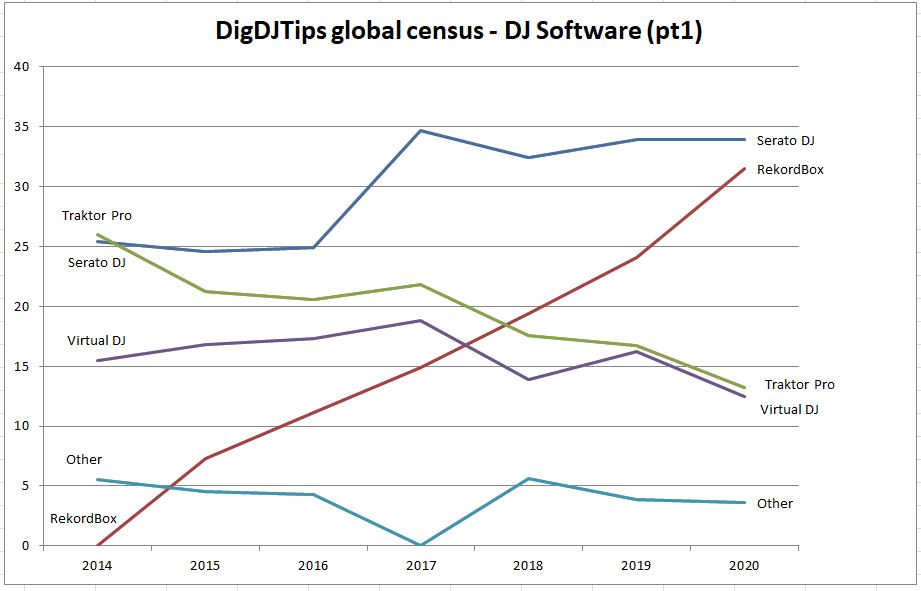 DigDJTips global census - DJ Software (pt1)
40
35
30
25
20
15
10
5
0
Traktor Pro
Serato DJ
Virtual DJ
Other
RekordBox
Serato DJ
RekordBox
Traktor Pro
Virtual DJ
Other
2014 2015 2016 2017 2018 2019 2020